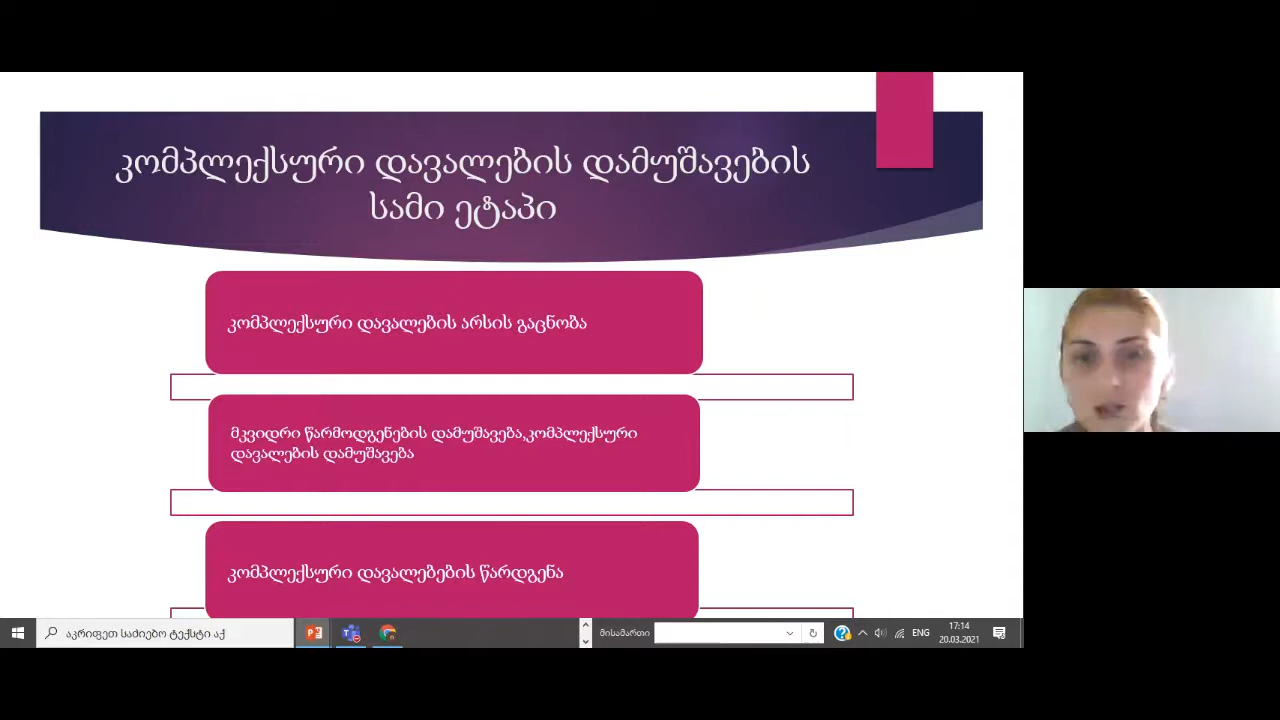 კომპლექსური დავალების დამუშავების
სამი ეტაპი
კომპლექსური დავალების არსის გაცნობა
მკვიდრი წარმოდგენების დამუშავება,კომპლექსური
დავალების დამუშავება
კომპლექსური დავალებების წარდგენა
აკრიფეთ საძიებო ტექსტი აქ
მისამართი
ENG
17:14
20.03.2021